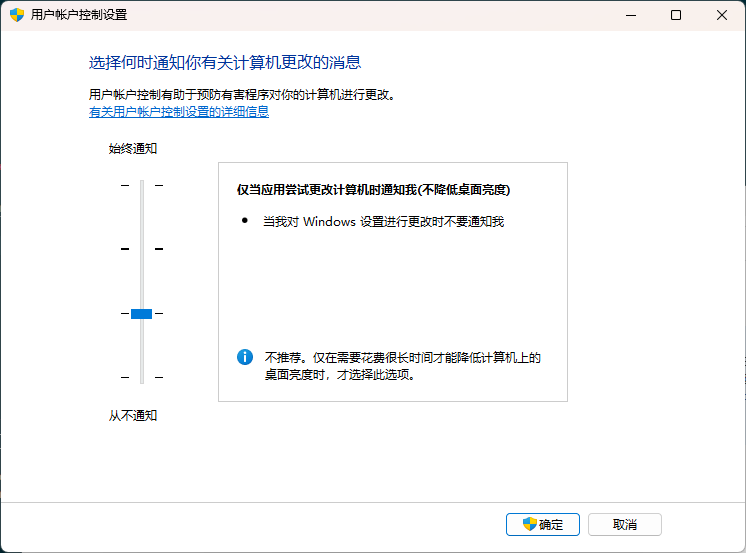 用户帐户控制设置
选择何时通知你有关计算机更改的消息
用户帐户控制有助于预防有害程序对你的计算机进行更改。
有关用户帐户控制设置的详细信息
始终通知
仅当应用尝试更改计算机时通知我(不降低桌面亮度)
• 当我对 Windows 设置进行更改时不要通知我
不推荐。仅在需要花费很长时间才能降低计算机上的
桌面亮度时，才选择此选项。
从不通知
确定
取消